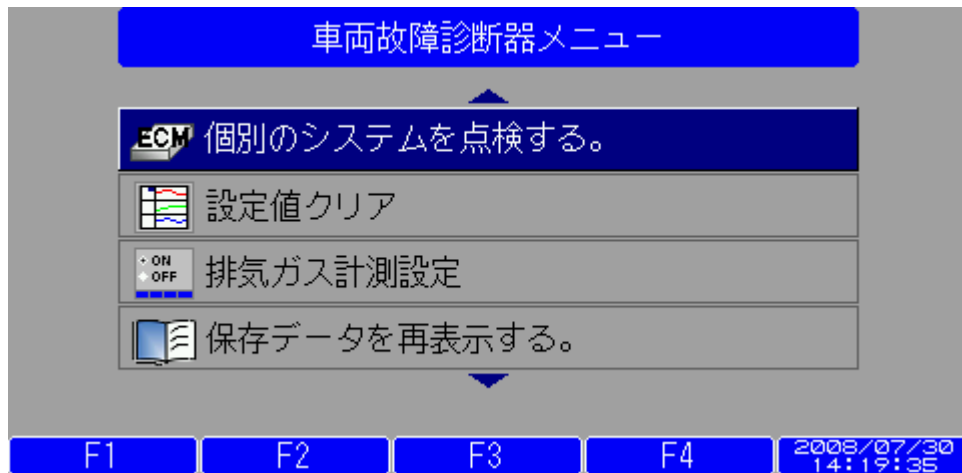 車両故障診断器メニュー
ECM 個別のシステムを点検する。
設定値クリア
ON
OFF
排気ガス計測設定
保存データを再表示する。
F1 F2 F3 F4 2008/07/30
14:19:35